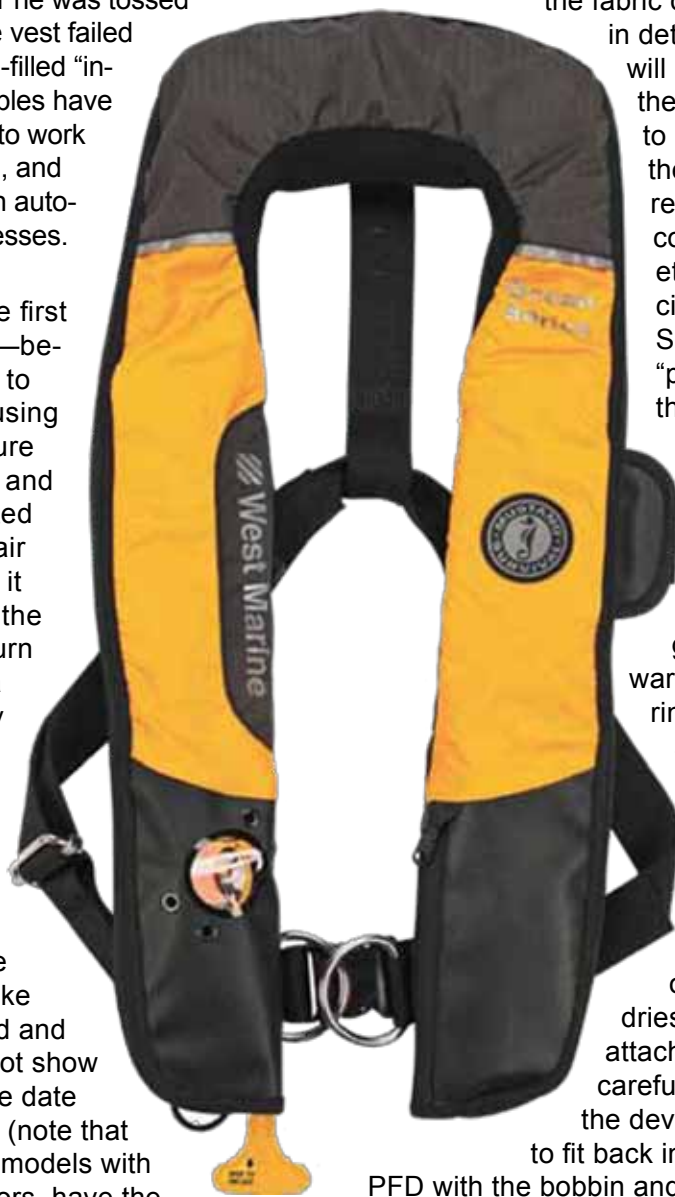 r he was tossed
e vest failed
-filled “in-
bles have
to work
, and
n auto-
esses.
e first
—be-
to
using
ure
and
ed
air
it
the
urn
y
e
ke
d and
ot show
e date
(note that
models with
ors, have the
West Marine
Ocean
Series
MUSTANG
the fabric o
in det
will
the
to
the
re
co
et
ci
S
“p
th
g
war
rin
dries
attach
carefu
the dev
to fit back in
PFD with the bobbin and